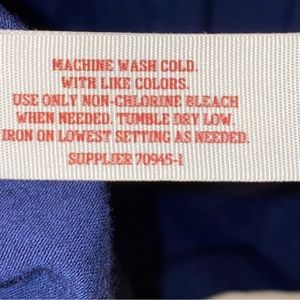 MACHINE WASH COLD.
WITH LIKE COLORS.
USE ONLY NON-CHLORINE BLEACH
WHEN NEEDED. TUMBLE DRY LOW.
IRON ON LOWEST SETTING AS NEEDED.
SUPPLIER 70945-1